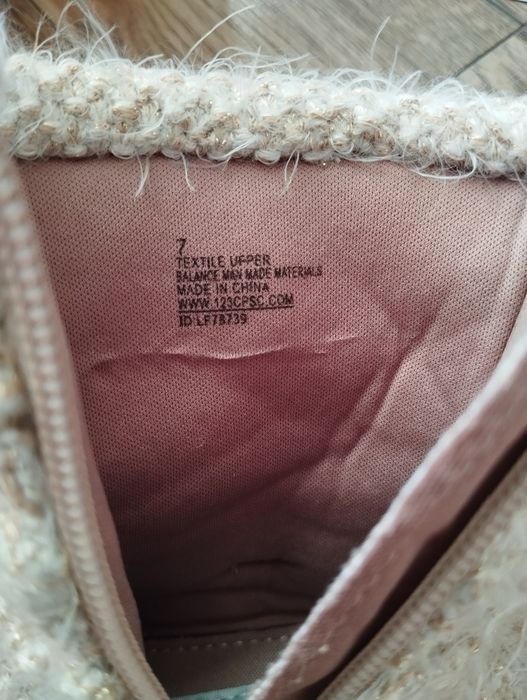 7
TEXTILE UPPER
BALANCE MAN MADE MATERIALS
MADE IN CHINA
WWW.123CPSC.COM
ID:LF78739